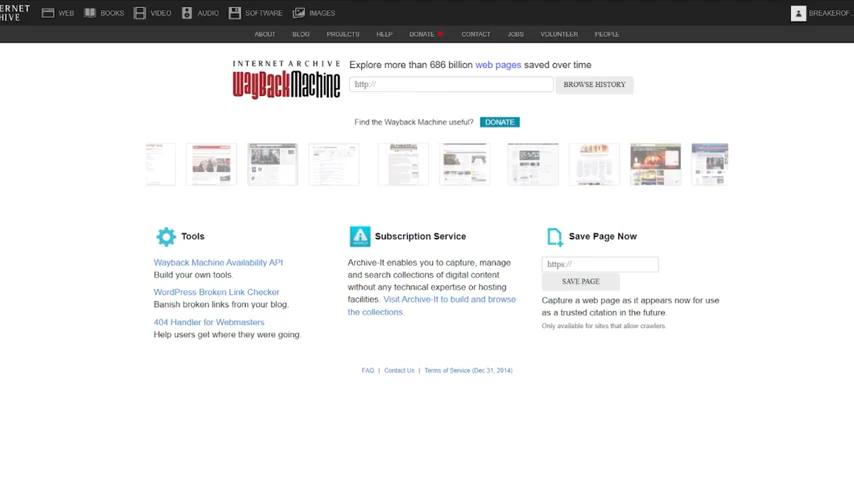 ERNET
HIVE
WEB
BOOKS
VIDEO
AUDIO
SOFTWARE
IMAGES
BREAKEROF...
ABOUT
BLOG
PROJECTS
HELP
DONATE
CONTACT
JOBS
VOLUNTEER
PEOPLE
INTERNET ARCHIVE
WayBackMachine
Explore more than 686 billion web pages saved over time
http://
BROWSE HISTORY
Find the Wayback Machine useful?
DONATE
Tools
Wayback Machine Availability API
Build your own tools.
WordPress Broken Link Checker
Banish broken links from your blog.
404 Handler for Webmasters
Help users get where they were going.
Subscription Service
Archive-It enables you to capture, manage
and search collections of digital content
without any technical expertise or hosting
facilities. Visit Archive-It to build and browse
the collections.
Save Page Now
https://
SAVE PAGE
Capture a web page as it appears now for use
as a trusted citation in the future.
Only available for sites that allow crawlers.
FAQ | Contact Us | Terms of Service (Dec 31, 2014)